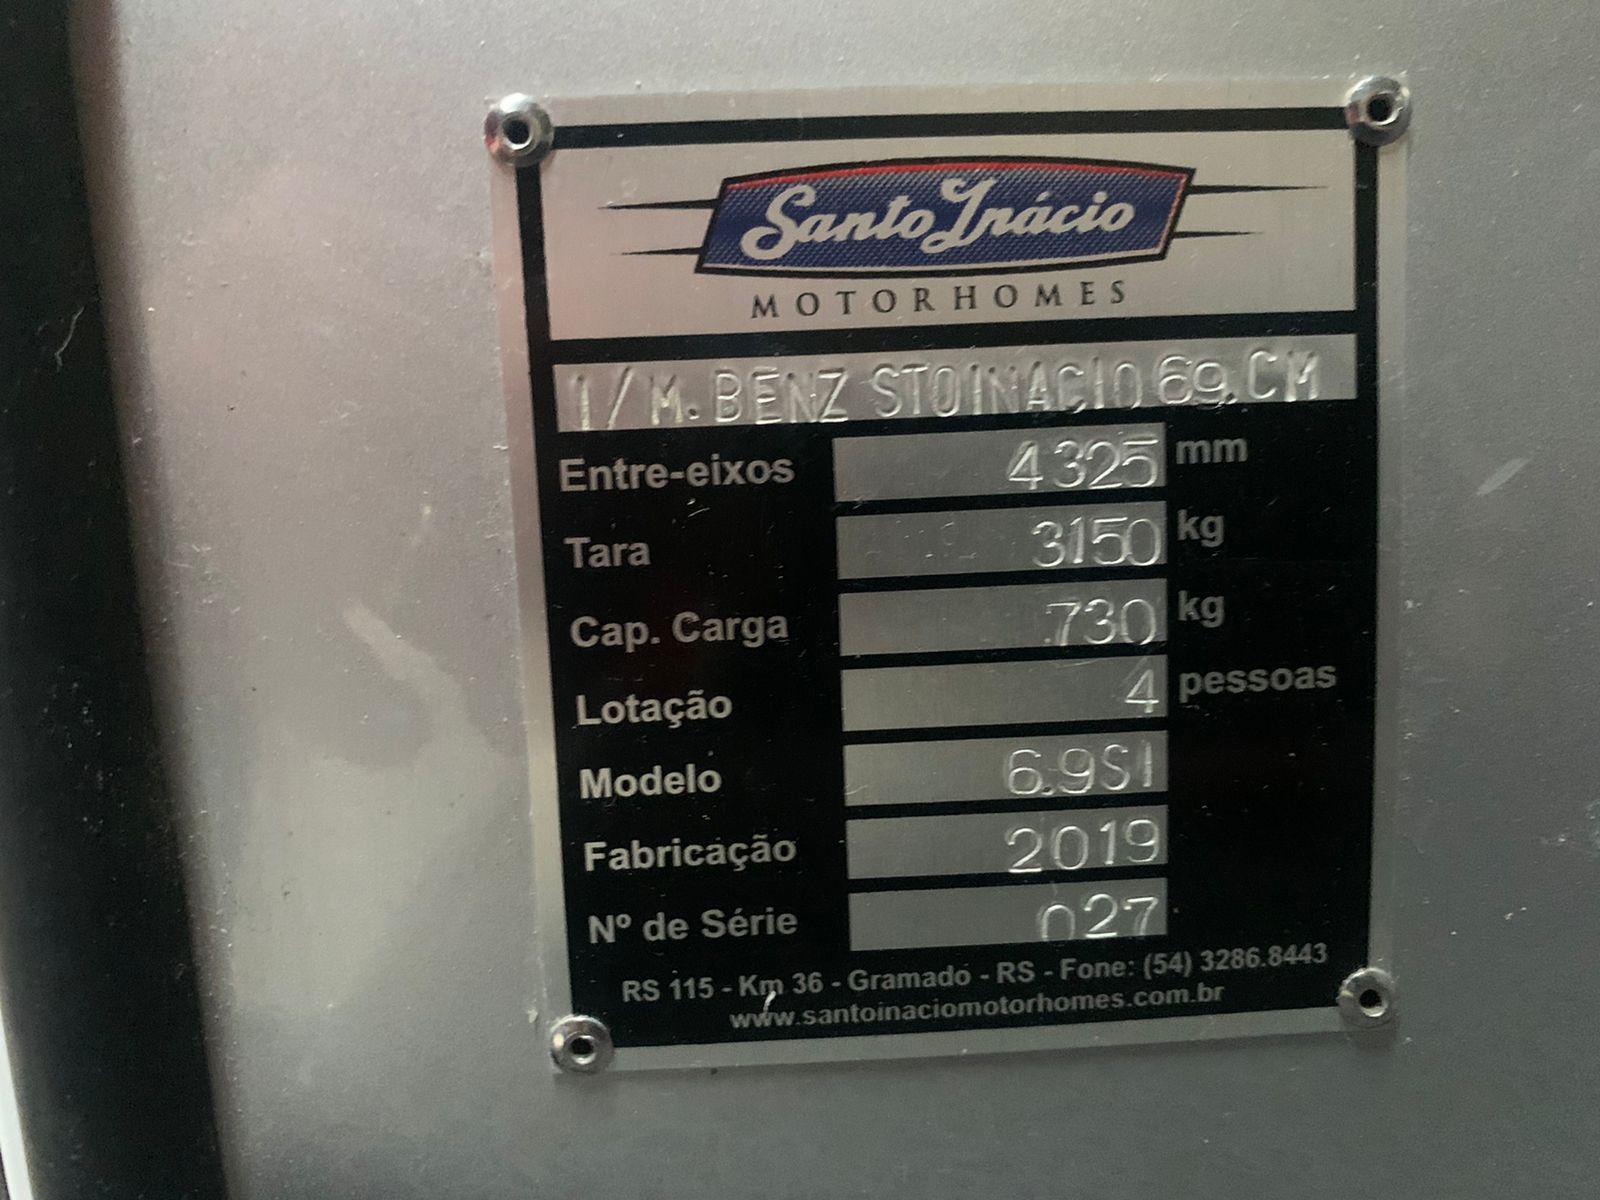 Santo Inácio
MOTORHOMES
I/M.BENZ STOINACIO 69.CM
Entre-eixos 4325 mm
Tara 3150 kg
Cap. Carga 730 kg
Lotação 4 pessoas
Modelo 6.9SI
Fabricação 2019
Nº de Série 027
RS 115 - Km 36 - Gramado - RS - Fone: (54) 3286.8443
www.santoinaciomotorhomes.com.br